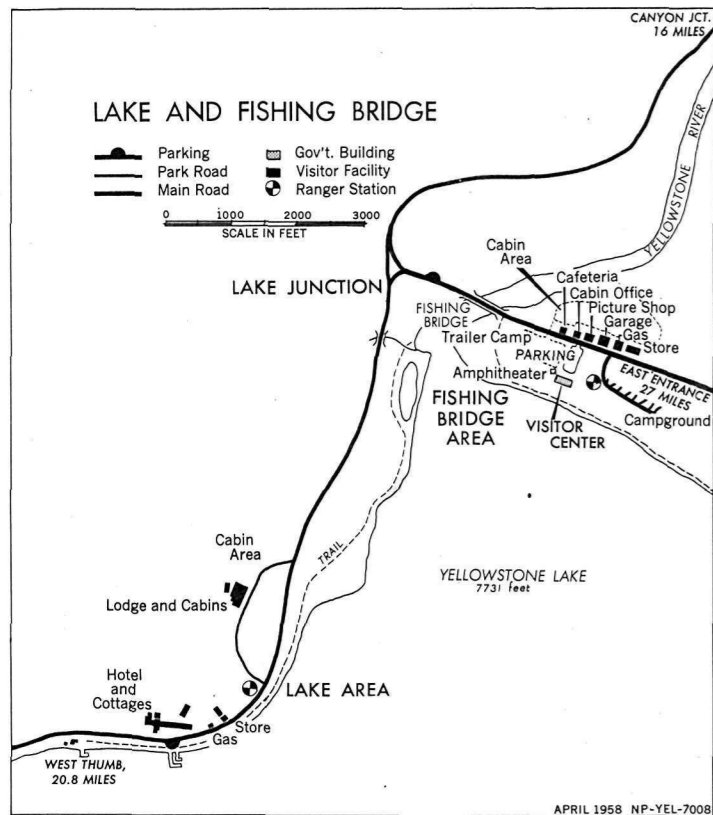 CANYON JCT.
16 MILES
LAKE AND FISHING BRIDGE
Parking
Park Road
Main Road
Gov't. Building
Visitor Facility
Ranger Station
0 1000 2000 3000
SCALE IN FEET
YELLOWSTONE RIVER
Cabin
Area
Cafeteria
Cabin Office
Picture Shop
Garage
Gas
Store
LAKE JUNCTION
FISHING
BRIDGE
Trailer Camp
PARKING
Amphitheater
EAST ENTRANCE
27 MILES
FISHING
BRIDGE
AREA
VISITOR
CENTER
Campground
TRAIL
Cabin
Area
YELLOWSTONE LAKE
7731 feet
Lodge and Cabins
Hotel
and
Cottages
LAKE AREA
Store
Gas
WEST THUMB,
20.8 MILES
APRIL 1958 NP-YEL-7008